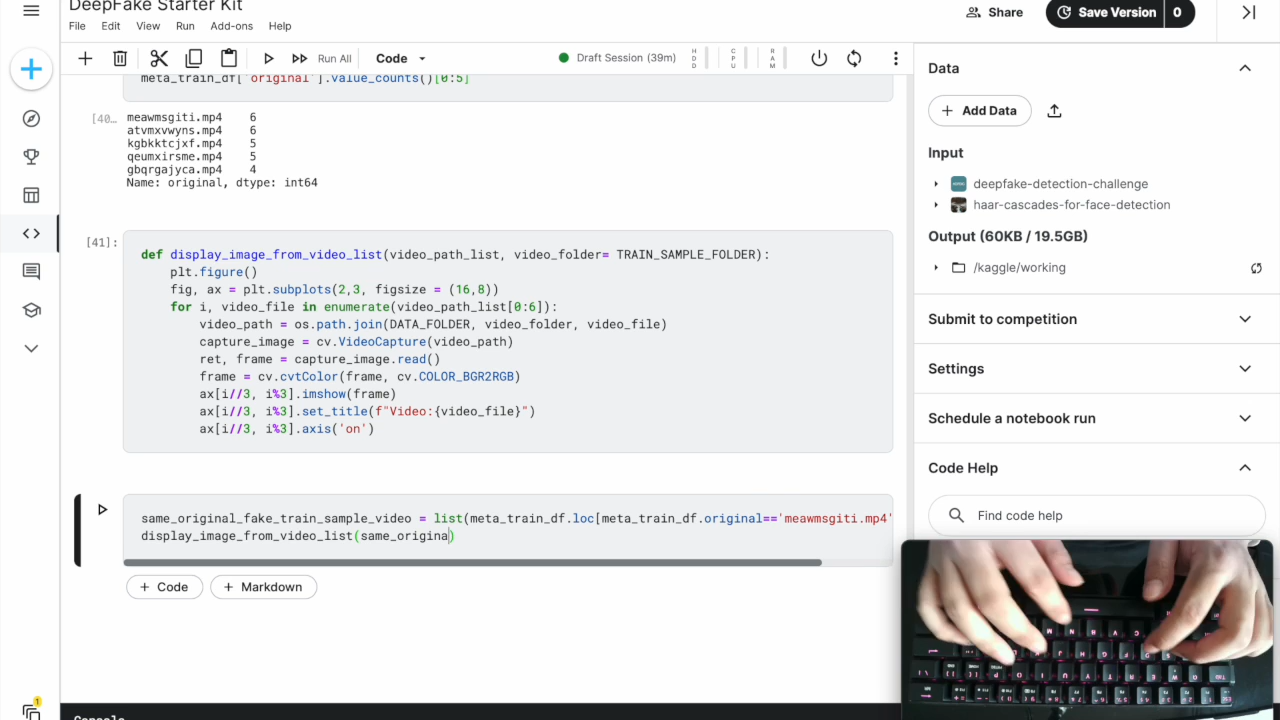 DeepFake Starter Kit
File Edit View Run Add-ons Help
Share
Save Version 0
Run All
Code
Draft Session (39m)
HDD
CPU
RAM
meta_train_df['original'].value_counts()[0:5]
[40...
meawmsgiti.mp4 6
atvmxvwyns.mp4 6
kgbkktcjxf.mp4 5
qeumxirsme.mp4 5
gbqrgajyca.mp4 4
Name: original, dtype: int64
[41]:
def display_image_from_video_list(video_path_list, video_folder= TRAIN_SAMPLE_FOLDER):
plt.figure()
fig, ax = plt.subplots(2,3, figsize = (16,8))
for i, video_file in enumerate(video_path_list[0:6]):
video_path = os.path.join(DATA_FOLDER, video_folder, video_file)
capture_image = cv.VideoCapture(video_path)
ret, frame = capture_image.read()
frame = cv.cvtColor(frame, cv.COLOR_BGR2RGB)
ax[i//3, i%3].imshow(frame)
ax[i//3, i%3].set_title(f"Video:{video_file}")
ax[i//3, i%3].axis('on')
same_original_fake_train_sample_video = list(meta_train_df.loc[meta_train_df.original=='meawmsgiti.mp4'
display_image_from_video_list(same_origina)
+ Code
+ Markdown
Data
+ Add Data
Input
deepfake-detection-challenge
haar-cascades-for-face-detection
Output (60KB / 19.5GB)
/kaggle/working
Submit to competition
Settings
Schedule a notebook run
Code Help
Find code help
1
Console